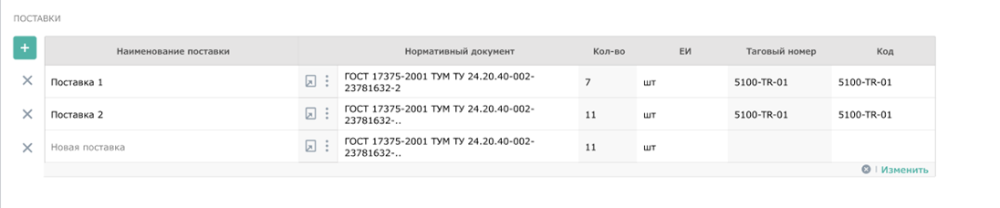 ПОСТАВКИ
Наименование поставки Нормативный документ Кол-во ЕИ Таговый номер Код
Поставка 1 ГОСТ 17375-2001 ТУМ ТУ 24.20.40-002-
23781632-2 7 шт 5100-TR-01 5100-TR-01
Поставка 2 ГОСТ 17375-2001 ТУМ ТУ 24.20.40-002-
23781632-.. 11 шт 5100-TR-01 5100-TR-01
Новая поставка ГОСТ 17375-2001 ТУМ ТУ 24.20.40-002-
23781632-.. 11 шт
Изменить